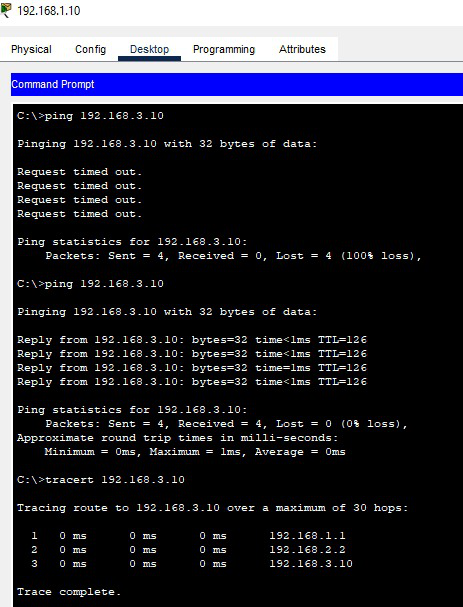 192.168.1.10
Physical Config Desktop Programming Attributes
Command Prompt
C:\>ping 192.168.3.10
Pinging 192.168.3.10 with 32 bytes of data:
Request timed out.
Request timed out.
Request timed out.
Request timed out.
Ping statistics for 192.168.3.10:
Packets: Sent = 4, Received = 0, Lost = 4 (100% loss),
C:\>ping 192.168.3.10
Pinging 192.168.3.10 with 32 bytes of data:
Reply from 192.168.3.10: bytes=32 time<1ms TTL=126
Reply from 192.168.3.10: bytes=32 time<1ms TTL=126
Reply from 192.168.3.10: bytes=32 time=1ms TTL=126
Reply from 192.168.3.10: bytes=32 time<1ms TTL=126
Ping statistics for 192.168.3.10:
Packets: Sent = 4, Received = 4, Lost = 0 (0% loss),
Approximate round trip times in milli-seconds:
Minimum = 0ms, Maximum = 1ms, Average = 0ms
C:\>tracert 192.168.3.10
Tracing route to 192.168.3.10 over a maximum of 30 hops:
1 0 ms 0 ms 0 ms 192.168.1.1
2 0 ms 0 ms 0 ms 192.168.2.2
3 0 ms 0 ms 0 ms 192.168.3.10
Trace complete.